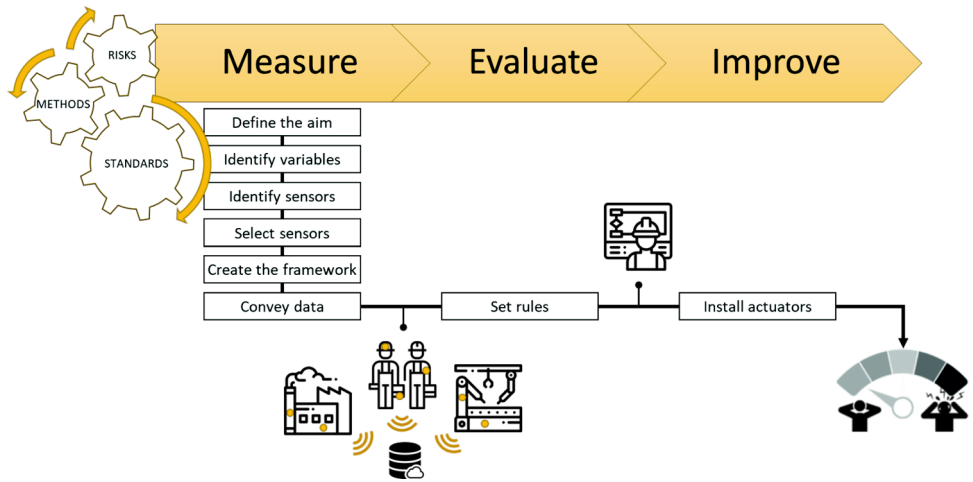 RISKS
METHODS
STANDARDS
Measure
Evaluate
Improve
Define the aim
Identify variables
Identify sensors
Select sensors
Create the framework
Convey data
Set rules
Install actuators